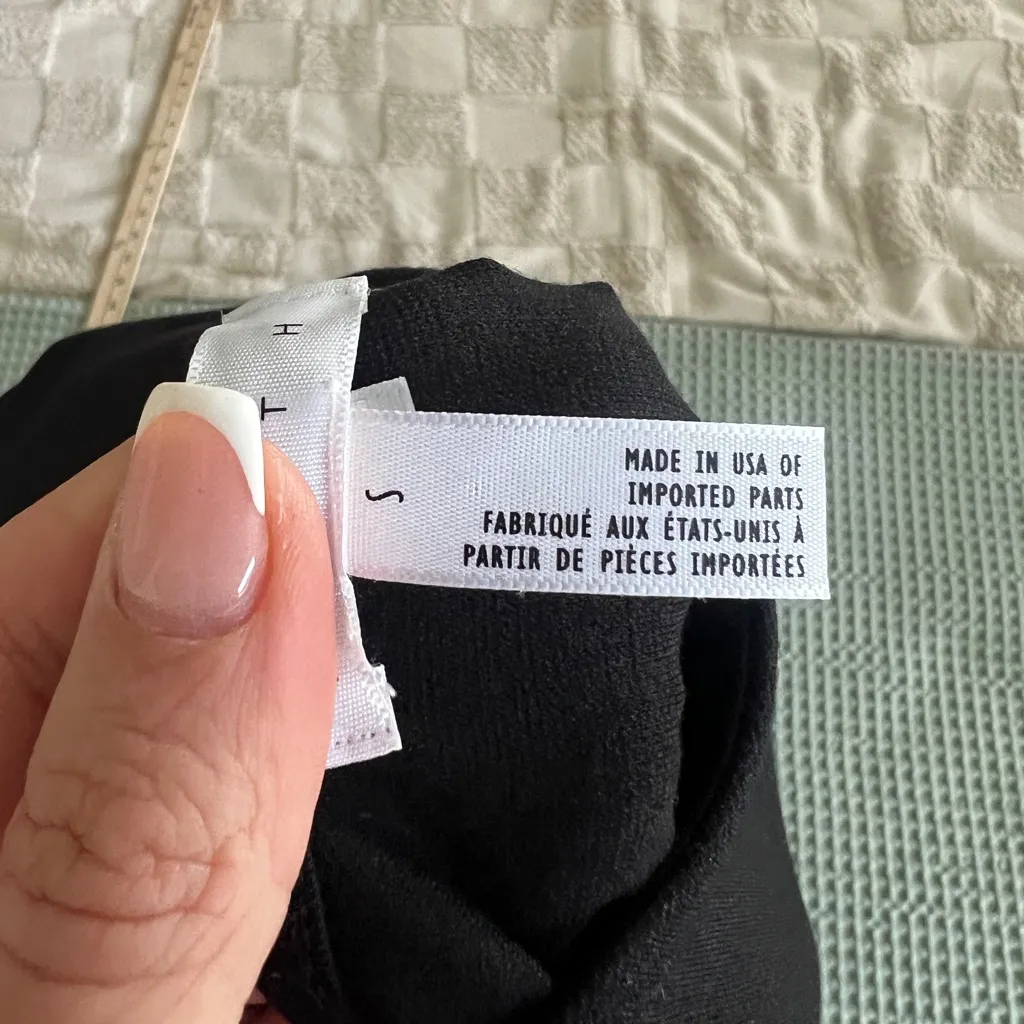 H
T
S
MADE IN USA OF
IMPORTED PARTS
FABRIQUÉ AUX ÉTATS-UNIS À
PARTIR DE PIÈCES IMPORTÉES